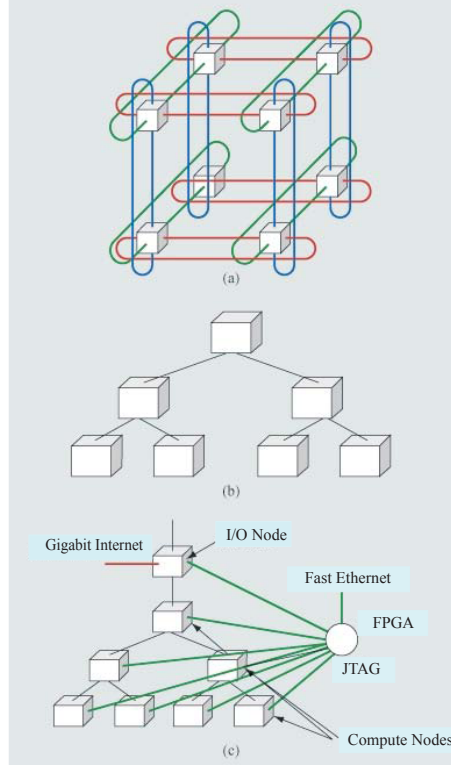 (a)
(b)
I/O Node
Gigabit Internet
Fast Ethernet
FPGA
JTAG
Compute Nodes
(c)